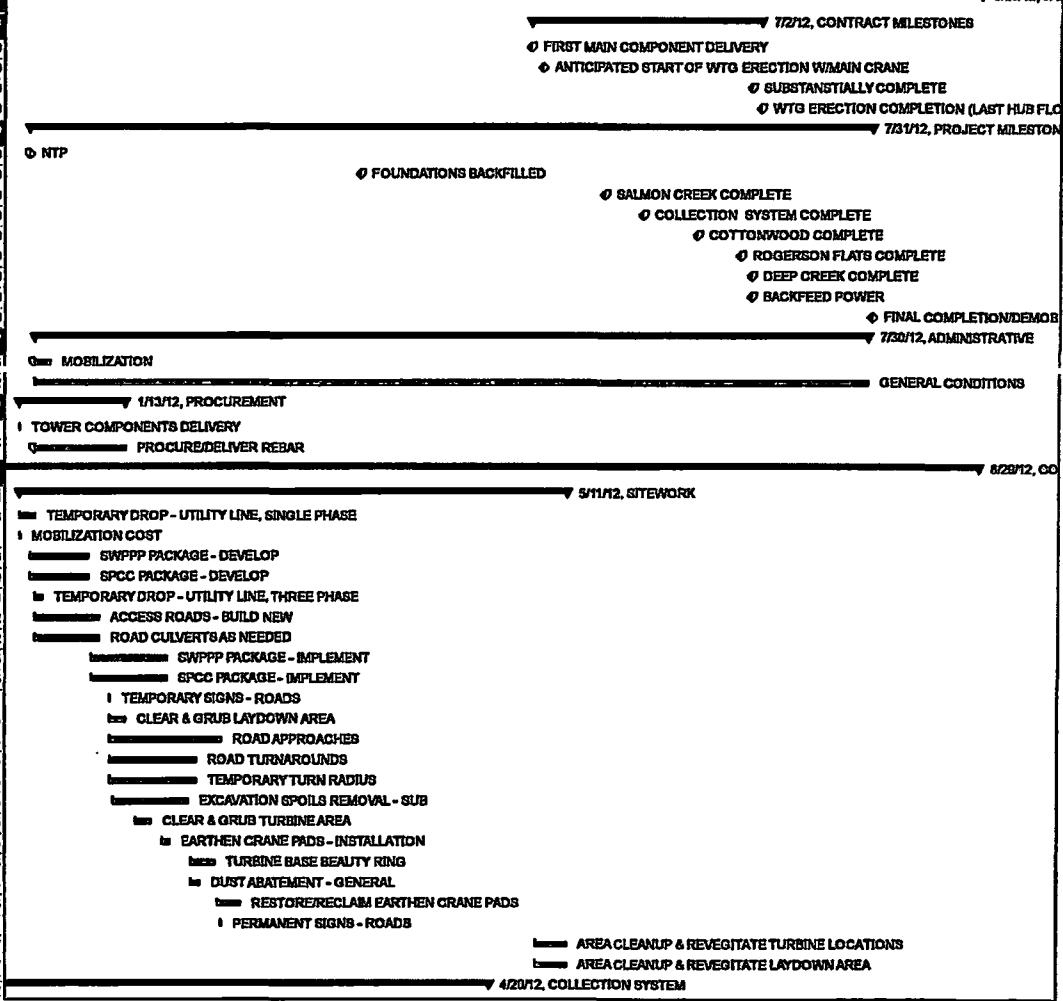 7/2/12, CONTRACT MILESTONES
FIRST MAIN COMPONENT DELIVERY
ANTICIPATED START OF WTG ERECTION W/MAIN CRANE
SUBSTANSTIALLY COMPLETE
WTG ERECTION COMPLETION (LAST HUB FLO
7/31/12, PROJECT MILESTON
NTP
FOUNDATIONS BACKFILLED
SALMON CREEK COMPLETE
COLLECTION SYSTEM COMPLETE
COTTONWOOD COMPLETE
ROGERSON FLATS COMPLETE
DEEP CREEK COMPLETE
BACKFEED POWER
FINAL COMPLETION/DEMOB
7/30/12, ADMINISTRATIVE
MOBILIZATION
GENERAL CONDITIONS
1/13/12, PROCUREMENT
TOWER COMPONENTS DELIVERY
PROCURE/DELIVER REBAR
8/29/12, CO
5/11/12, SITEWORK
TEMPORARY DROP - UTILITY LINE, SINGLE PHASE
MOBILIZATION COST
SWPPP PACKAGE - DEVELOP
SPCC PACKAGE - DEVELOP
TEMPORARY DROP - UTILITY LINE, THREE PHASE
ACCESS ROADS - BUILD NEW
ROAD CULVERTS AS NEEDED
SWPPP PACKAGE - IMPLEMENT
SPCC PACKAGE - IMPLEMENT
TEMPORARY SIGNS - ROADS
CLEAR & GRUB LAYDOWN AREA
ROAD APPROACHES
ROAD TURNAROUNDS
TEMPORARY TURN RADIUS
EXCAVATION SPOILS REMOVAL - SUB
CLEAR & GRUB TURBINE AREA
EARTHEN CRANE PADS - INSTALLATION
TURBINE BASE BEAUTY RING
DUST ABATEMENT - GENERAL
RESTORE/RECLAIM EARTHEN CRANE PADS
PERMANENT SIGNS - ROADS
AREA CLEANUP & REVEGITATE TURBINE LOCATIONS
AREA CLEANUP & REVEGITATE LAYDOWN AREA
4/20/12, COLLECTION SYSTEM